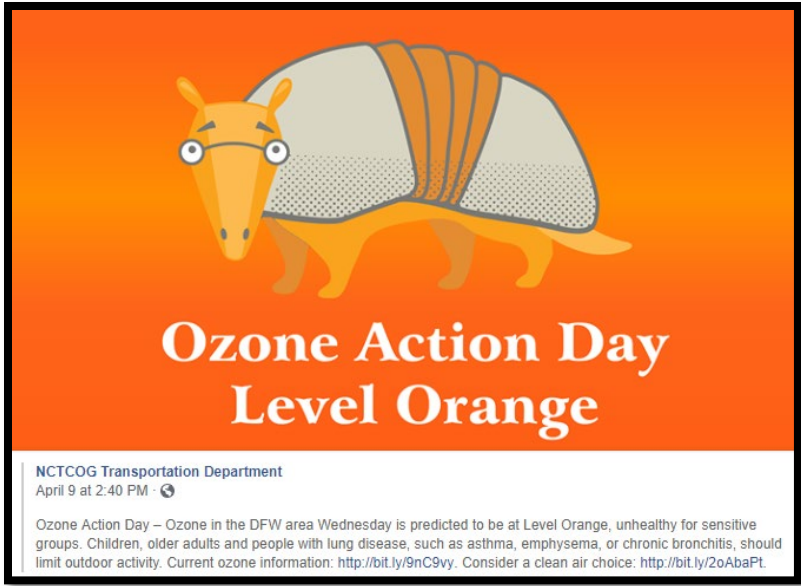 Ozone Action Day
Level Orange
NCTCOG Transportation Department
April 9 at 2:40 PM ·
Ozone Action Day – Ozone in the DFW area Wednesday is predicted to be at Level Orange, unhealthy for sensitive
groups. Children, older adults and people with lung disease, such as asthma, emphysema, or chronic bronchitis, should
limit outdoor activity. Current ozone information: http://bit.ly/9nC9vy. Consider a clean air choice: http://bit.ly/2oAbaPt.